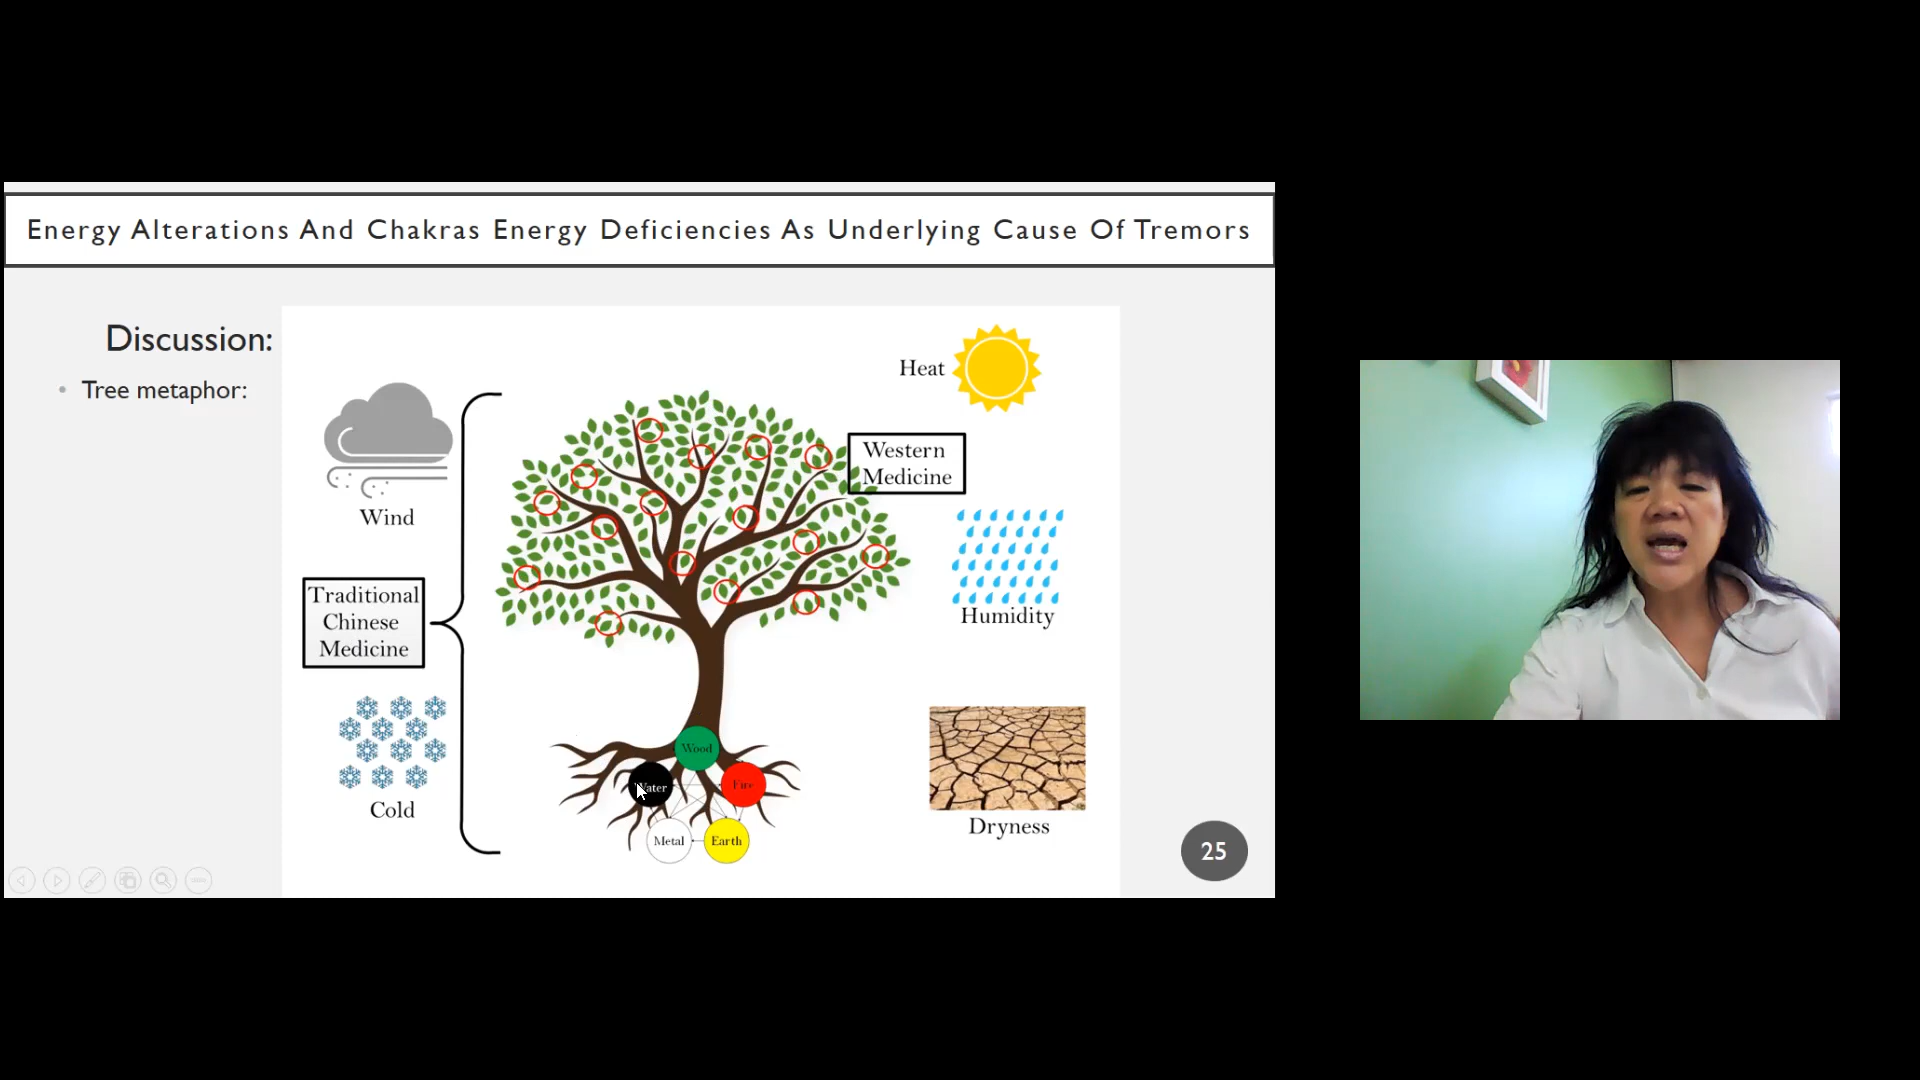 Energy Alterations And Chakras Energy Deficiencies As Underlying Cause Of Tremors
Discussion:
• Tree metaphor:
Heat
Western
Medicine
Wind
Traditional
Chinese
Medicine
Humidity
Cold
Wood
Water
Fire
Metal
Earth
Dryness
25